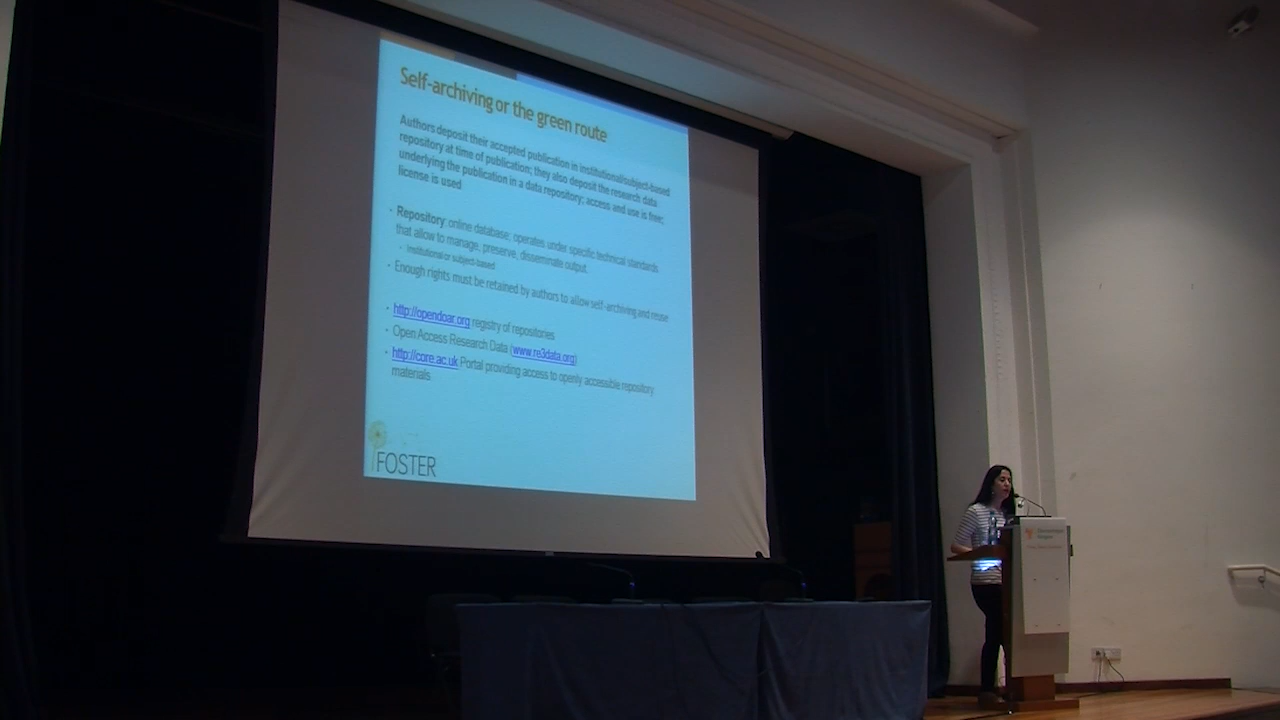 Self-archiving or the green route
Authors deposit their accepted publication in institutional/subject-based
repository at time of publication; they also deposit the research data
underlying the publication in a data repository; access and use is free;
license is used
· Repository: online database; operates under specific technical standards
that allow to manage, preserve, disseminate output.
· Institutional or subject-based
· Enough rights must be retained by authors to allow self-archiving and reuse
· http://opendoar.org registry of repositories
· Open Access Research Data (www.re3data.org)
· http://core.ac.uk Portal providing access to openly accessible repository
materials
FOSTER